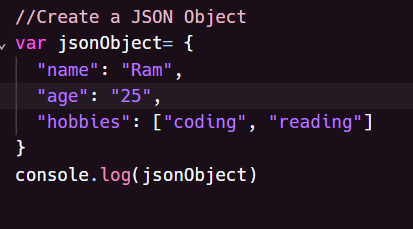 //Create a JSON Object
var jsonObject= {
  "name": "Ram",
  "age": "25",
  "hobbies": ["coding", "reading"]
}
console.log(jsonObject)